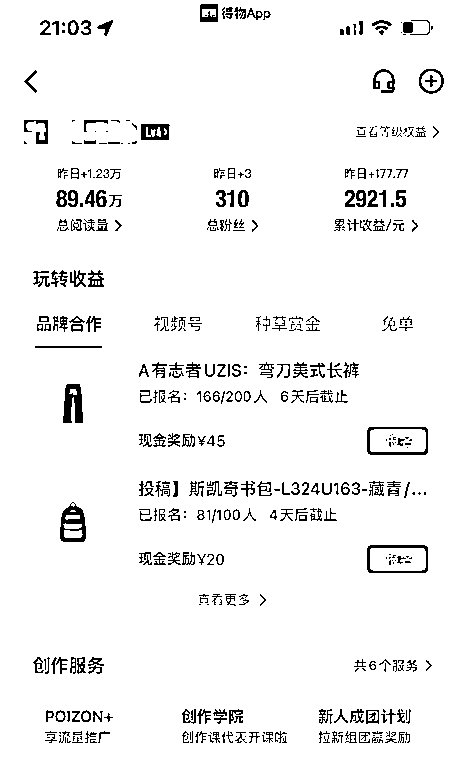 得物App
21:03
Lv4
查看等级权益
昨日+1.23万
昨日+3
昨日+177.77
89.46万
310
2921.5
总阅读量
总粉丝
累计收益/元
玩转收益
品牌合作
视频号
种草赏金
免单
A有志者UZIS：弯刀美式长裤
已报名：166/200人 6天后截止
现金奖励¥45
投稿】斯凯奇书包-L324U163-藏青/...
已报名：81/100人 4天后截止
现金奖励¥20
查看更多
创作服务
共6个服务
POIZON+
创作学院
新人成团计划
享流量推广
创作课代表开课啦
拉新组团赢奖励